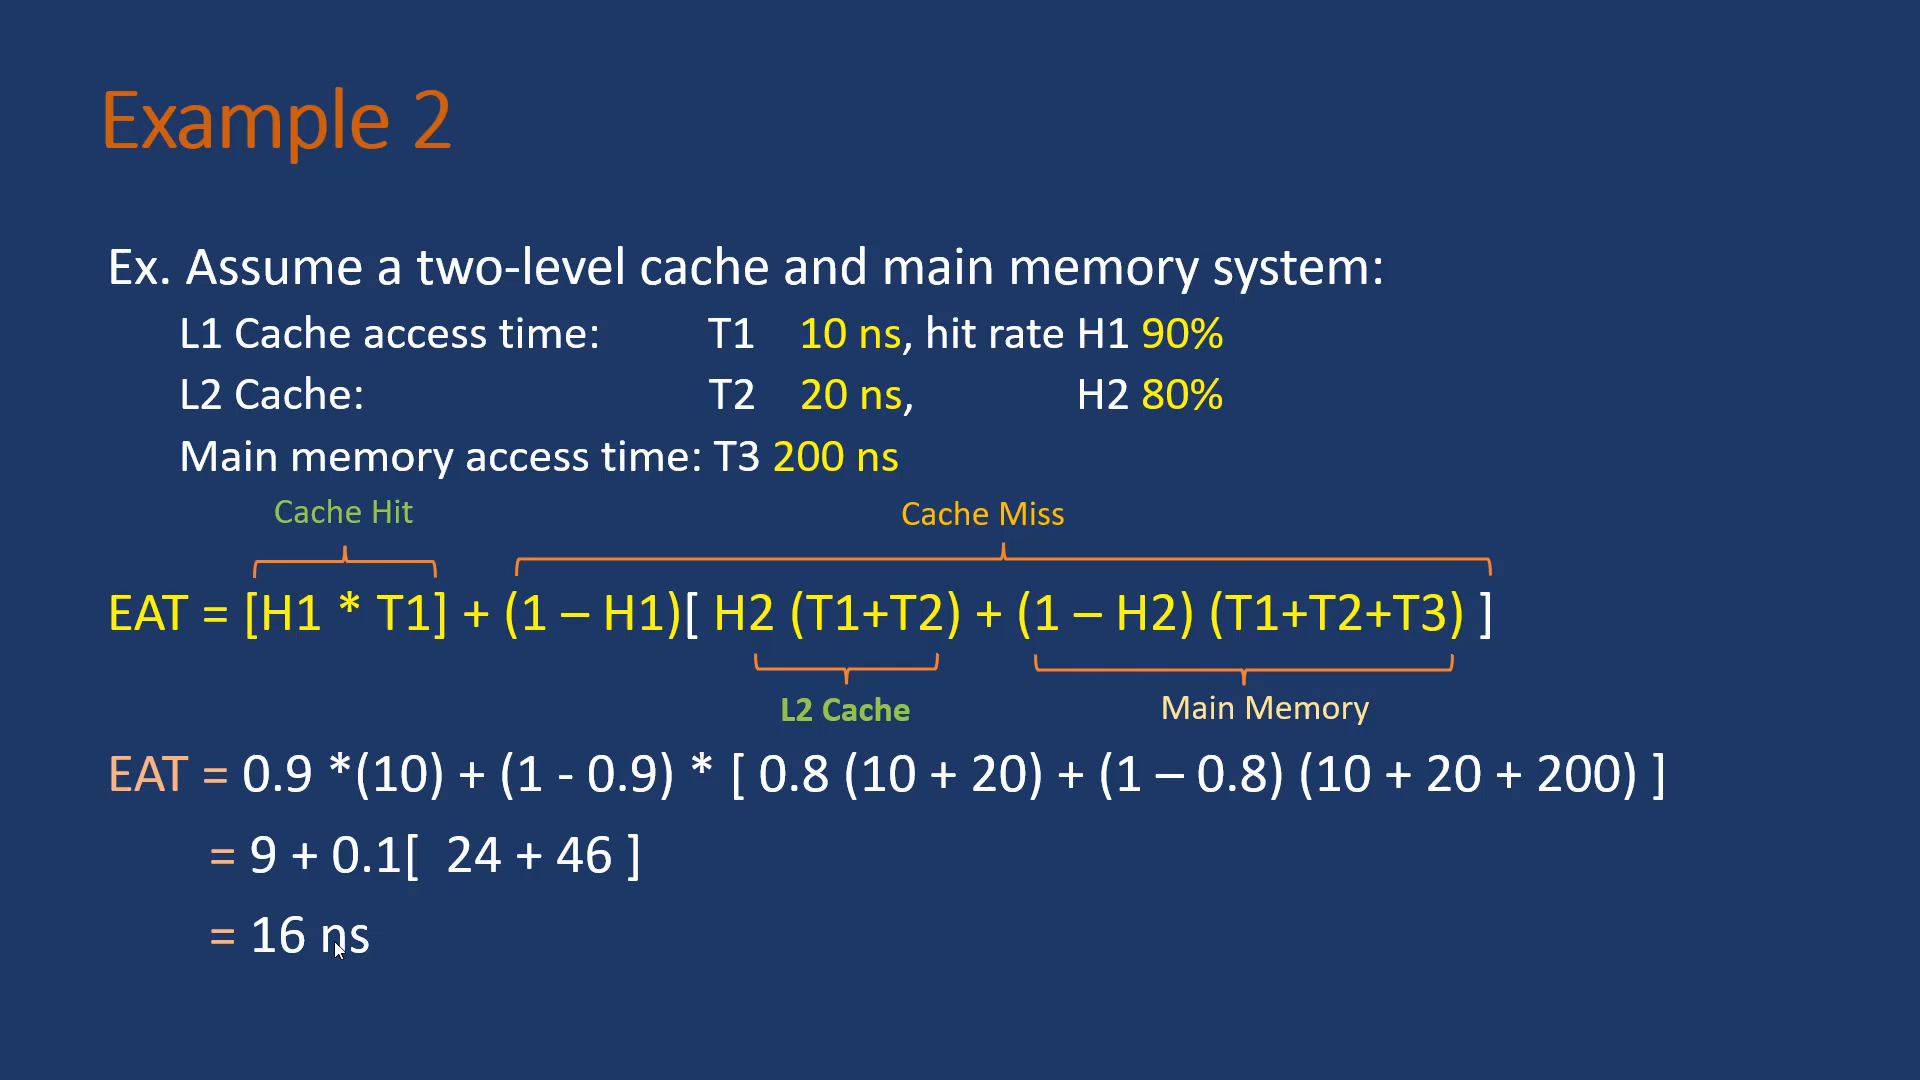 Example 2
Ex. Assume a two-level cache and main memory system:
L1 Cache access time: T1 10 ns, hit rate H1 90%
L2 Cache: T2 20 ns, H2 80%
Main memory access time: T3 200 ns
Cache Hit Cache Miss
EAT = [H1 * T1] + (1 – H1)[ H2 (T1+T2) + (1 – H2) (T1+T2+T3) ]
L2 Cache Main Memory
EAT = 0.9 *(10) + (1 - 0.9) * [ 0.8 (10 + 20) + (1 – 0.8) (10 + 20 + 200) ]
= 9 + 0.1[ 24 + 46 ]
= 16 ns